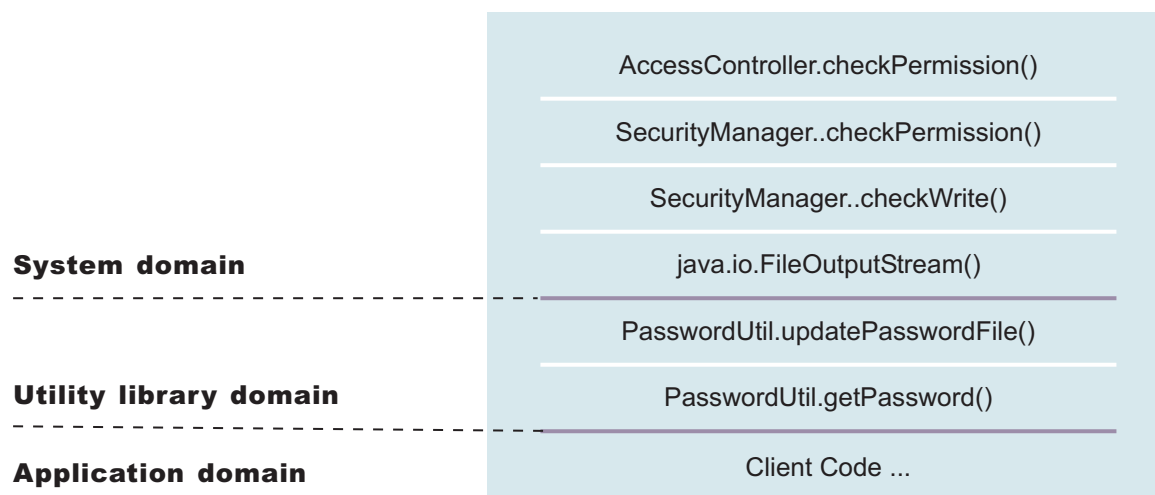 AccessController.checkPermission()
SecurityManager..checkPermission()
SecurityManager..checkWrite()
System domain
java.io.FileOutputStream()
PasswordUtil.updatePasswordFile()
Utility library domain
PasswordUtil.getPassword()
Application domain
Client Code ...